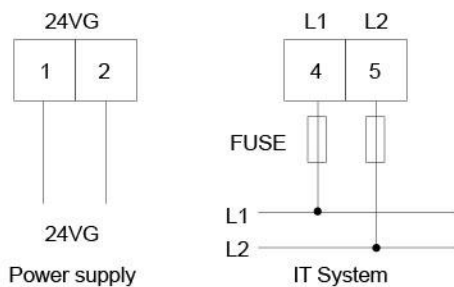 24VG
1 2
24VG
Power supply
L1 L2
4 5
FUSE
L1
L2
IT System